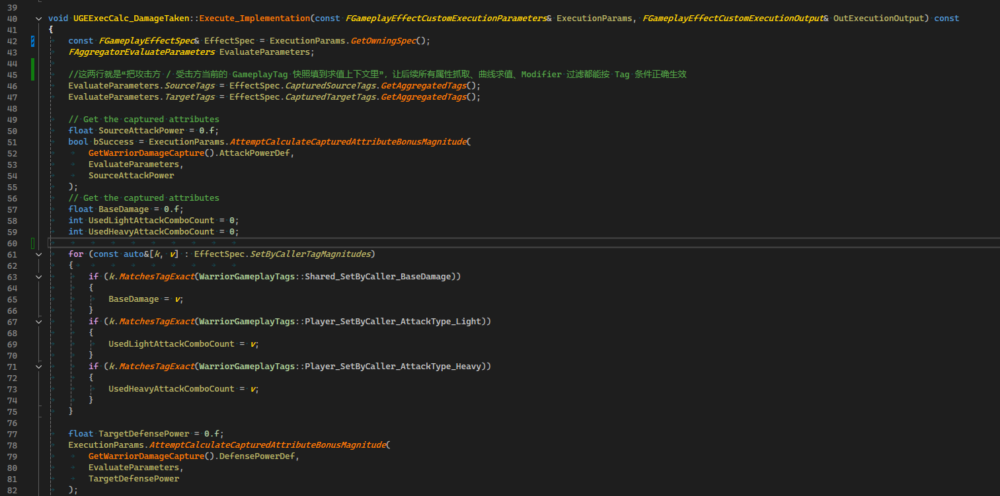 39
40 void UGEExecCalc_DamageTaken::Execute_Implementation(const FGameplayEffectCustomExecutionParameters& ExecutionParams, FGameplayEffectCustomExecutionOutput& OutExecutionOutput) const
41 {
42 const FGameplayEffectSpec& EffectSpec = ExecutionParams.GetOwningSpec();
43 FAggregatorEvaluateParameters EvaluateParameters;
44
45 //这两行就是“把攻击方 / 受击方当前的 GameplayTag 快照填到求值上下文里”，让后续所有属性抓取、曲线求值、Modifier 过滤都能按 Tag 条件正确生效
46 EvaluateParameters.SourceTags = EffectSpec.CapturedSourceTags.GetAggregatedTags();
47 EvaluateParameters.TargetTags = EffectSpec.CapturedTargetTags.GetAggregatedTags();
48
49 // Get the captured attributes
50 float SourceAttackPower = 0.f;
51 bool bSuccess = ExecutionParams.AttemptCalculateCapturedAttributeBonusMagnitude(
52 GetWarriorDamageCapture().AttackPowerDef,
53 EvaluateParameters,
54 SourceAttackPower
55 );
56 // Get the captured attributes
57 float BaseDamage = 0.f;
58 int UsedLightAttackComboCount = 0;
59 int UsedHeavyAttackComboCount = 0;
60
61 for (const auto&[k, v] : EffectSpec.SetByCallerTagMagnitudes)
62 {
63 if (k.MatchesTagExact(WarriorGameplayTags::Shared_SetByCaller_BaseDamage))
64 {
65 BaseDamage = v;
66 }
67 if (k.MatchesTagExact(WarriorGameplayTags::Player_SetByCaller_AttackType_Light))
68 {
69 UsedLightAttackComboCount = v;
70 }
71 if (k.MatchesTagExact(WarriorGameplayTags::Player_SetByCaller_AttackType_Heavy))
72 {
73 UsedHeavyAttackComboCount = v;
74 }
75 }
76
77 float TargetDefensePower = 0.f;
78 ExecutionParams.AttemptCalculateCapturedAttributeBonusMagnitude(
79 GetWarriorDamageCapture().DefensePowerDef,
80 EvaluateParameters,
81 TargetDefensePower
82 );